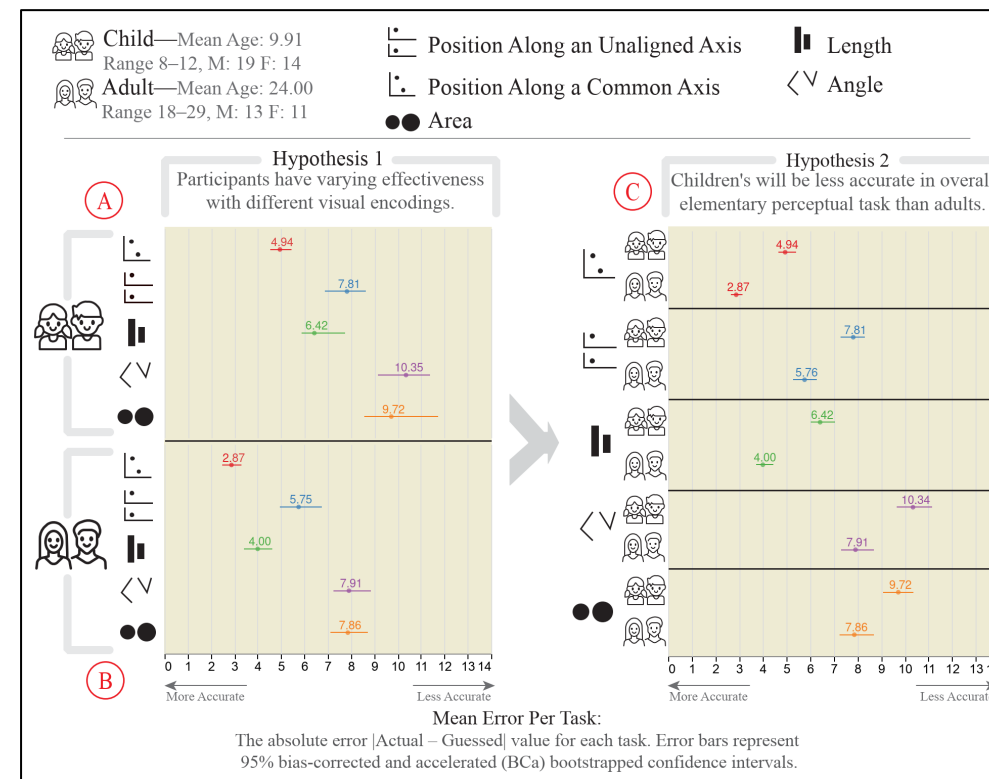 Child—Mean Age: 9.91
Range 8–12, M: 19 F: 14
Adult—Mean Age: 24.00
Range 18–29, M: 13 F: 11
Position Along an Unaligned Axis
Position Along a Common Axis
Area
Length
Angle
Hypothesis 1
Participants have varying effectiveness
with different visual encodings.
A
4.94
7.81
6.42
10.35
9.72
2.87
5.75
4.00
7.91
7.86
B
0 1 2 3 4 5 6 7 8 9 10 11 12 13 14
More Accurate
Less Accurate
Hypothesis 2
Children's will be less accurate in overal
elementary perceptual task than adults.
C
4.94
2.87
7.81
5.76
6.42
4.00
10.34
7.91
9.72
7.86
0 1 2 3 4 5 6 7 8 9 10 11 12 13 1
More Accurate
Less Accurat
Mean Error Per Task:
The absolute error |Actual – Guessed| value for each task. Error bars represent
95% bias-corrected and accelerated (BCa) bootstrapped confidence intervals.